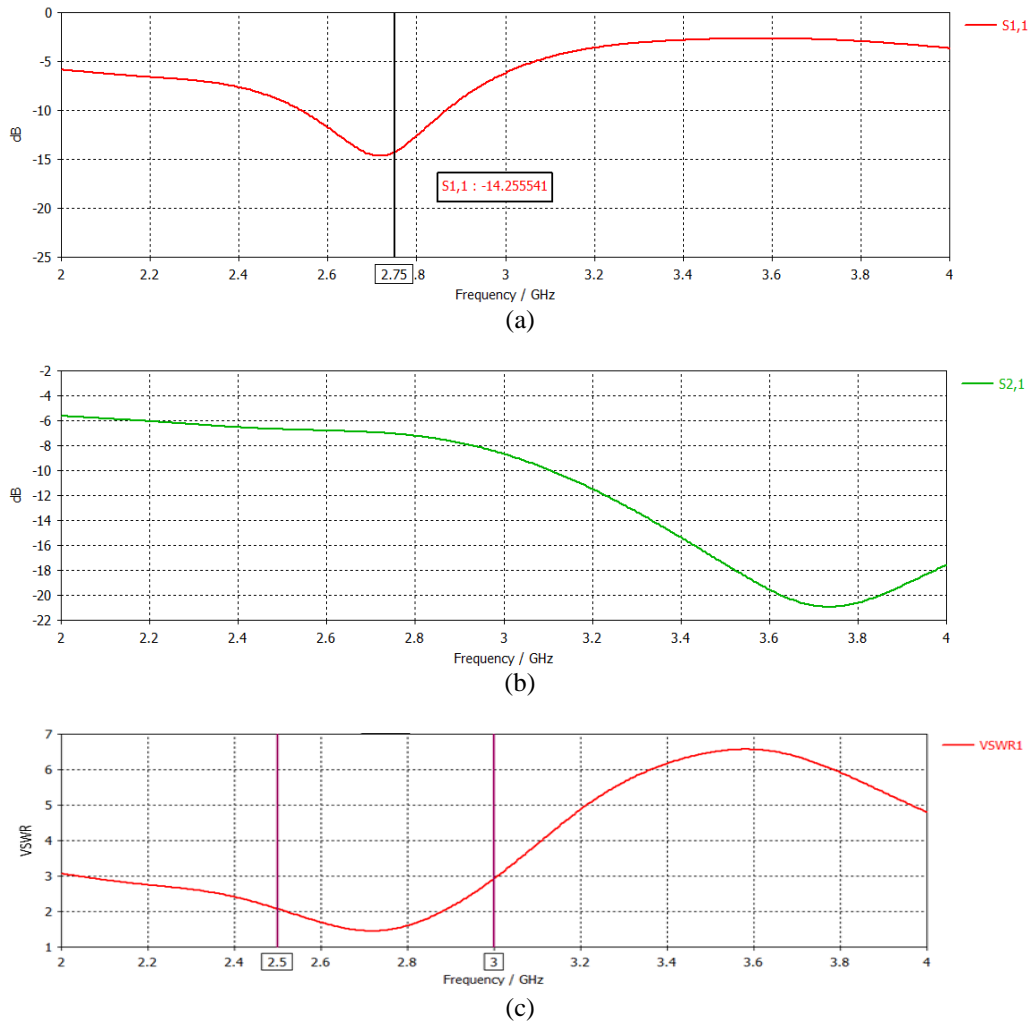 0
-5
-10
-15
-20
-25
dB
S1,1
S1,1 : -14.255541
2 2.2 2.4 2.6 2.75 .8 3 3.2 3.4 3.6 3.8 4
Frequency / GHz
(a)
-2
-4
-6
-8
-10
-12
-14
-16
-18
-20
-22
dB
S2,1
2 2.2 2.4 2.6 2.8 3 3.2 3.4 3.6 3.8 4
Frequency / GHz
(b)
7
6
5
4
3
2
1
VSWR
VSWR1
2 2.2 2.4 2.5 2.6 2.8 3 3.2 3.4 3.6 3.8 4
Frequency / GHz
(c)